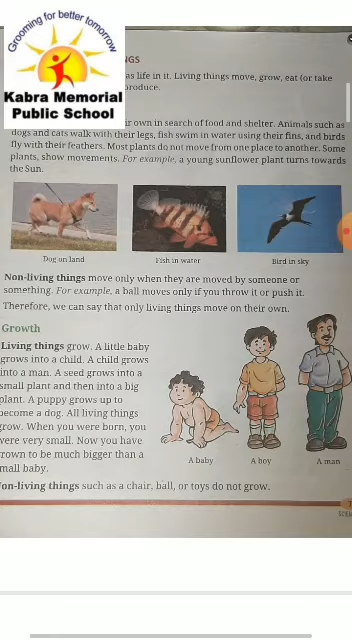 Grooming for better tomorrow
Kabra Memorial
Public School
NGS
as life in it. Living things move, grow, eat (or take
produce.
ir own in search of food and shelter. Animals such as
dogs and cats walk with their legs, fish swim in water using their fins, and birds
fly with their feathers. Most plants do not move from one place to another. Some
plants, show movements. For example, a young sunflower plant turns towards
the Sun.
Dog on land
Fish in water
Bird in sky
Non-living things move only when they are moved by someone or
something. For example, a ball moves only if you throw it or push it.
Therefore, we can say that only living things move on their own.
Growth
Living things grow. A little baby
grows into a child. A child grows
into a man. A seed grows into a
small plant and then into a big
plant. A puppy grows up to
become a dog. All living things
grow. When you were born, you
were very small. Now you have
rown to be much bigger than a
mall baby.
A baby
A boy
A man
on-living things such as a chair, ball, or toys do not grow.